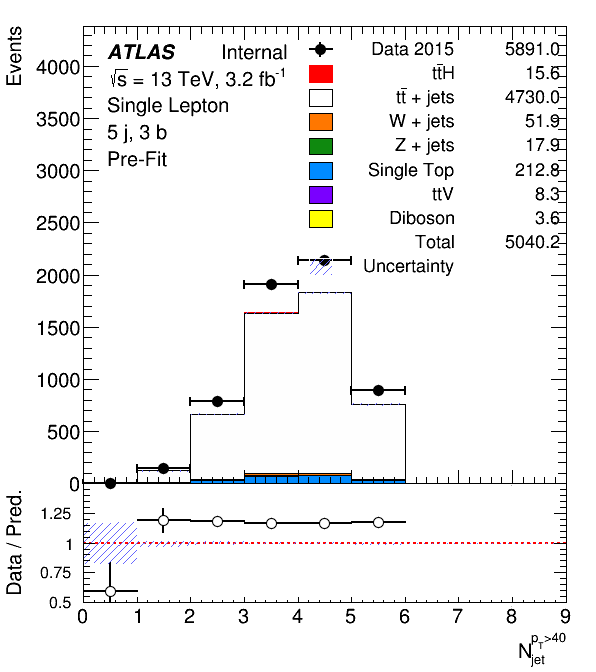 Events
ATLAS Internal
√s = 13 TeV, 3.2 fb⁻¹
Single Lepton
5 j, 3 b
Pre-Fit
Data 2015 5891.0
tt̄H 15.6
tt̄ + jets 4730.0
W + jets 51.9
Z + jets 17.9
Single Top 212.8
ttV 8.3
Diboson 3.6
Total 5040.2
Uncertainty
4000
3500
3000
2500
2000
1500
1000
500
0
Data / Pred.
1.25
1
0.75
0.5
0 1 2 3 4 5 6 7 8 9
N_jet^{p_T>40}